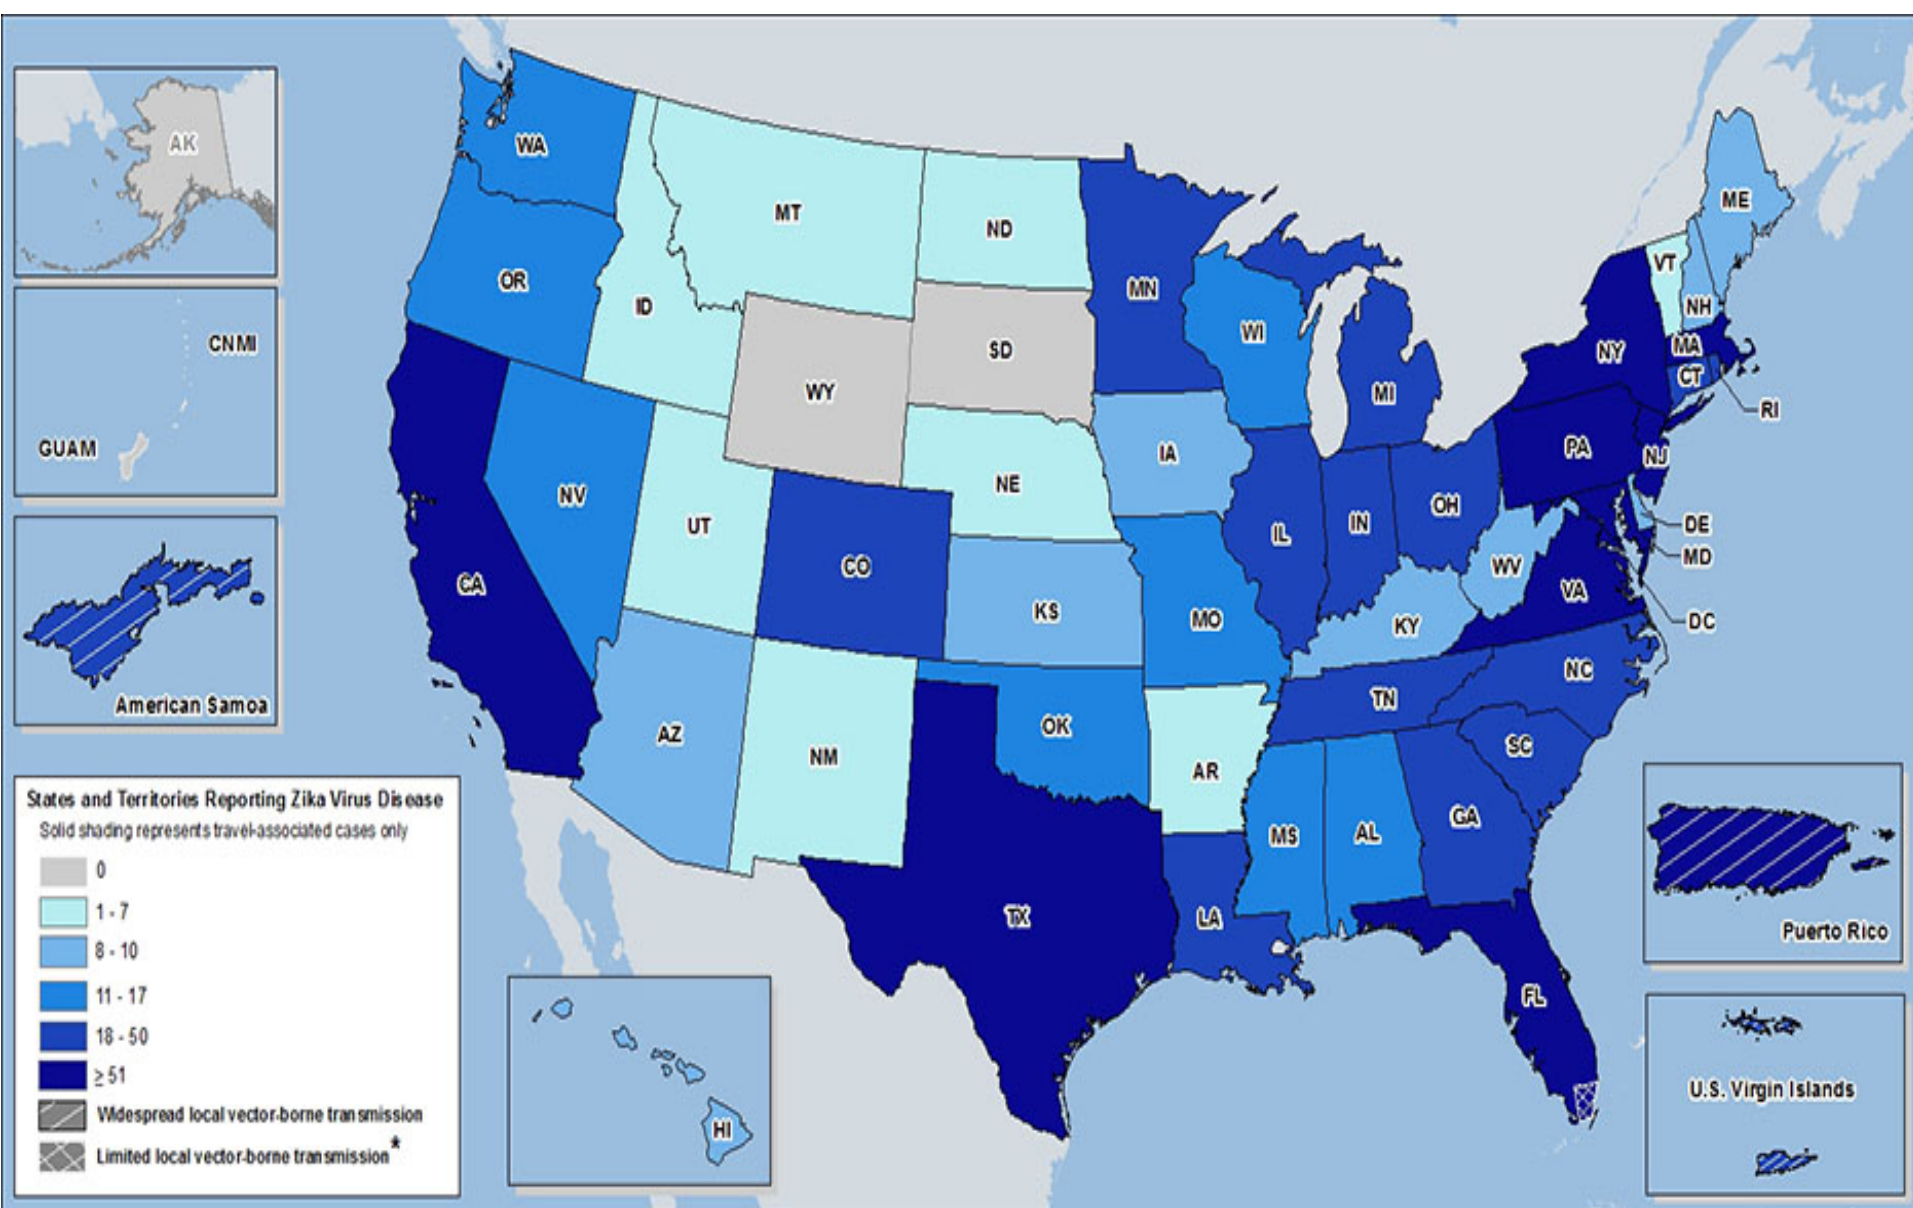 AK
CNMI
GUAM
American Samoa
States and Territories Reporting Zika Virus Disease
Solid shading represents travel-associated cases only
0
1 - 7
8 - 10
11 - 17
18 - 50
≥ 51
Widespread local vector-borne transmission
Limited local vector-borne transmission*
WA
OR
CA
NV
ID
MT
WY
UT
AZ
CO
NM
ND
SD
NE
KS
OK
TX
MN
IA
MO
AR
LA
WI
IL
MI
IN
OH
KY
TN
MS
AL
GA
FL
SC
NC
VA
WV
PA
NY
VT
NH
ME
MA
CT
RI
NJ
DE
MD
DC
HI
Puerto Rico
U.S. Virgin Islands